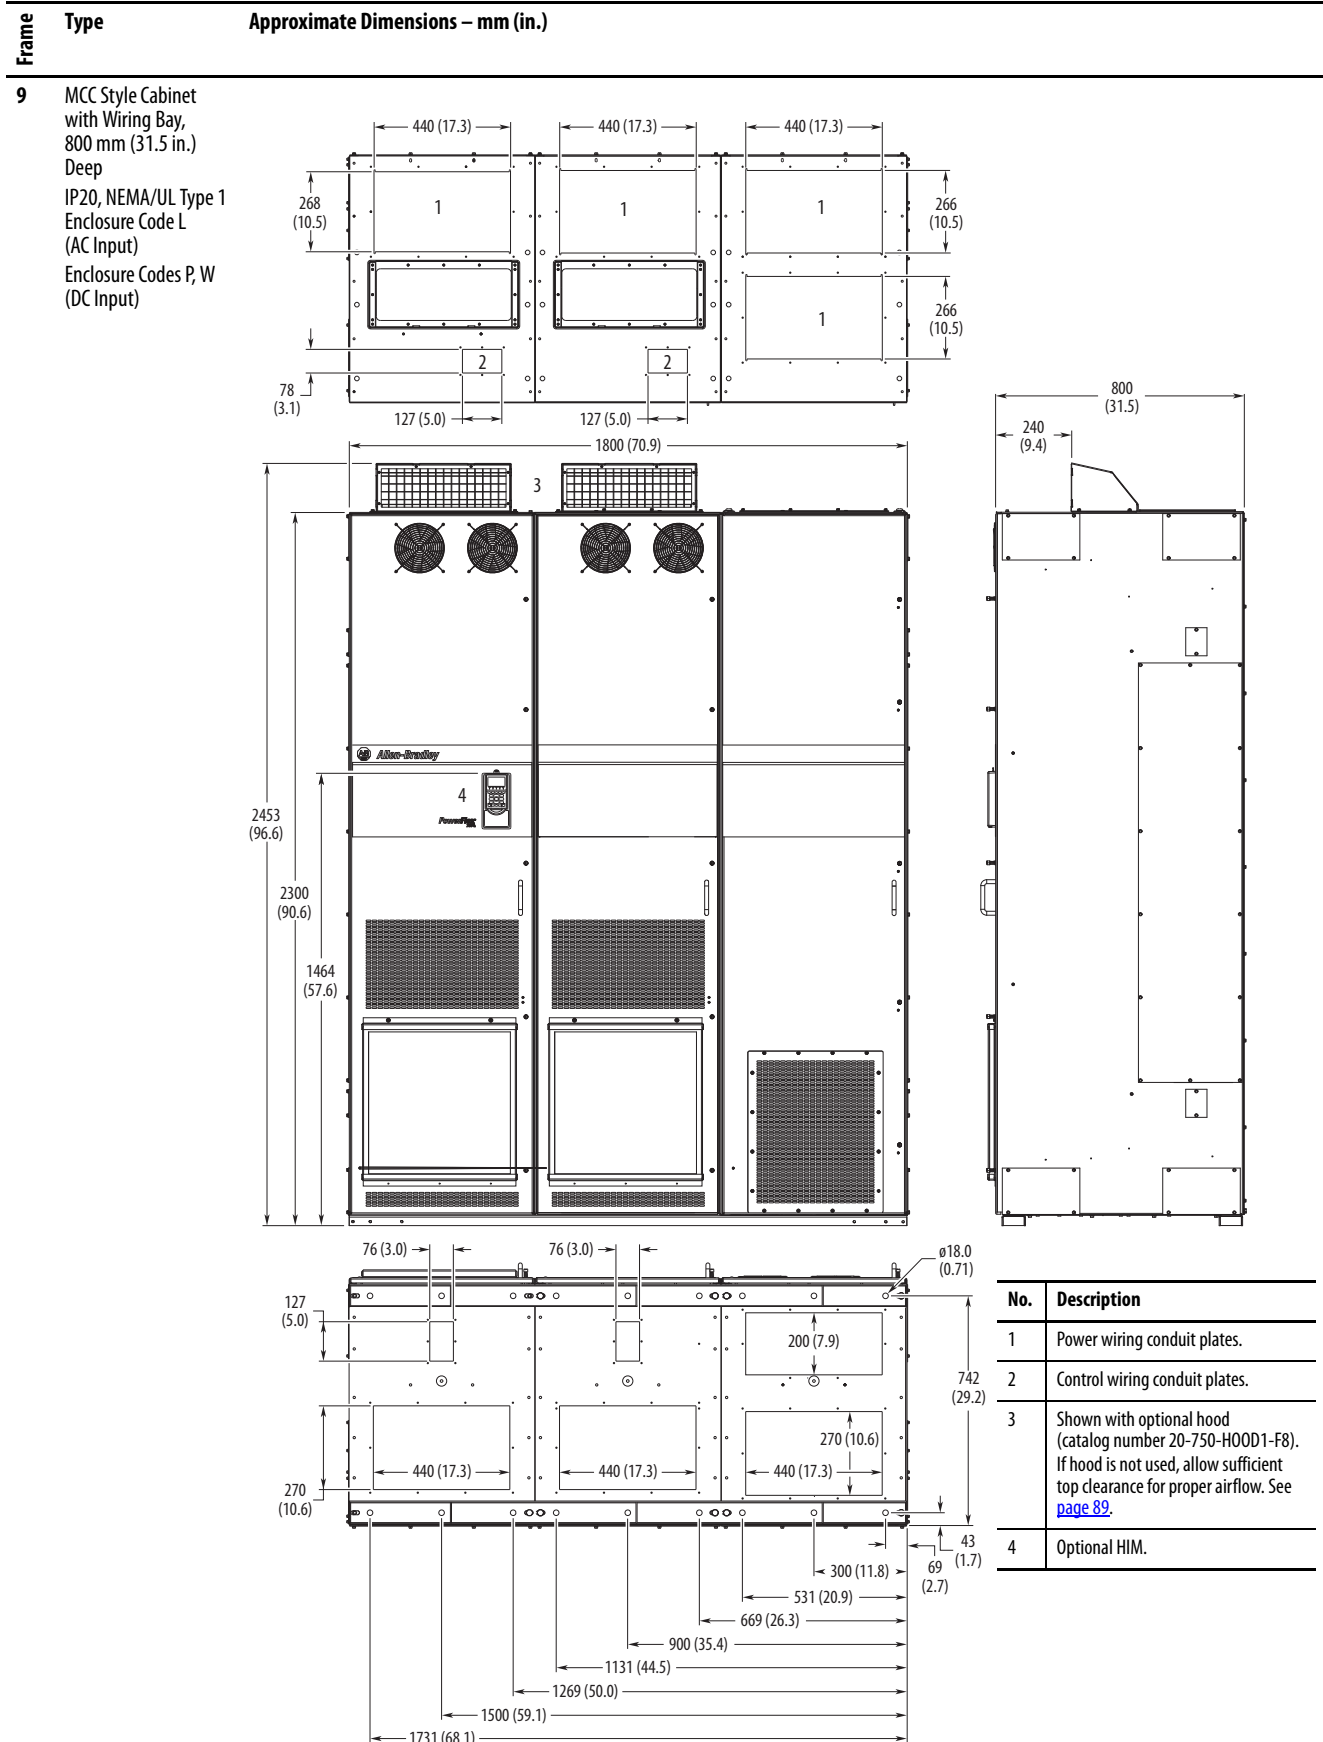 Frame
Type
Approximate Dimensions – mm (in.)
9
MCC Style Cabinet
with Wiring Bay,
800 mm (31.5 in.)
Deep
IP20, NEMA/UL Type 1
Enclosure Code L
(AC Input)
Enclosure Codes P, W
(DC Input)
440 (17.3)
440 (17.3)
440 (17.3)
268
(10.5)
1
1
1
266
(10.5)
1
266
(10.5)
2
2
78
(3.1)
127 (5.0)
127 (5.0)
1800 (70.9)
800
(31.5)
240
(9.4)
3
AB Allen-Bradley
4
PowerFlex
2453
(96.6)
2300
(90.6)
1464
(57.6)
76 (3.0)
76 (3.0)
ø18.0
(0.71)
127
(5.0)
200 (7.9)
742
(29.2)
270 (10.6)
440 (17.3)
440 (17.3)
440 (17.3)
270
(10.6)
43
(1.7)
69
(2.7)
300 (11.8)
531 (20.9)
669 (26.3)
900 (35.4)
1131 (44.5)
1269 (50.0)
1500 (59.1)
1731 (68.1)
No.
Description
1
Power wiring conduit plates.
2
Control wiring conduit plates.
3
Shown with optional hood
(catalog number 20-750-HOOD1-F8).
If hood is not used, allow sufficient
top clearance for proper airflow. See
page 89.
4
Optional HIM.